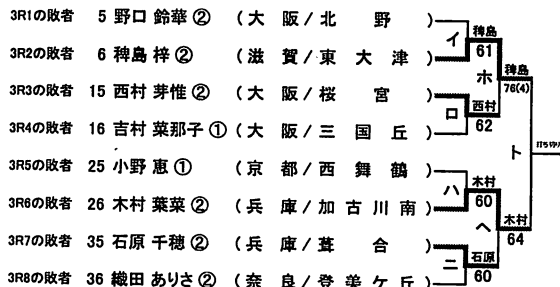 3R1の敗者 5 野口 鈴華② (大 阪/北 野)
3R2の敗者 6 稗島 梓② (滋 賀/東 大 津)
3R3の敗者 15 西村 芽惟② (大 阪/桜 宮)
3R4の敗者 16 吉村 菜那子① (大 阪/三 国 丘)
3R5の敗者 25 小野 恵① (京 都/西 舞 鶴)
3R6の敗者 26 木村 葉菜② (兵 庫/加 古 川 南)
3R7の敗者 35 石原 千穂② (兵 庫/葺 合)
3R8の敗者 36 織田 ありさ② (奈 良/登 美 ケ 丘)
イ
稗島
61
ホ
稗島
76(4)
ロ
西村
62
ト
打ち切り
ハ
木村
60
ヘ
木村
64
ニ
石原
60